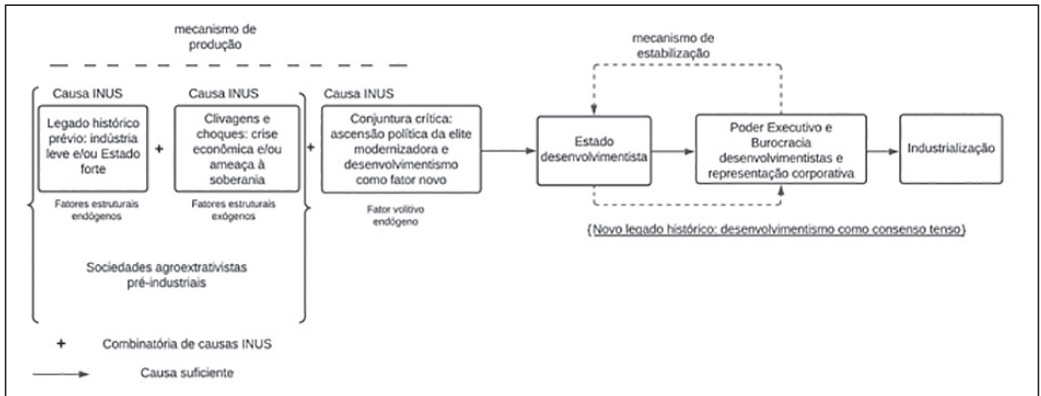 mecanismo de
produção
Causa INUS
Legado histórico
prévio: indústria
leve e/ou Estado
forte
Fatores estruturais
endógenos
+
Causa INUS
Clivagens e
choques: crise
econômica e/ou
ameaça à
soberania
Fatores estruturais
exógenos
Sociedades agroextrativistas
pré-industriais
+
Causa INUS
Conjuntura crítica:
ascensão política da elite
modernizadora e
desenvolvimentismo
como fator novo
Fator volitivo
endógeno
mecanismo de
estabilização
Estado
desenvolvimentista
Poder Executivo e
Burocracia
desenvolvimentistas e
representação corporativa
Industrialização
{Novo legado histórico: desenvolvimentismo como consenso tenso}
+ Combinatória de causas INUS
Causa suficiente